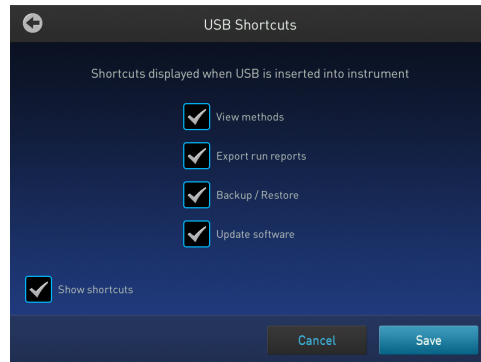 USB Shortcuts
Shortcuts displayed when USB is inserted into instrument
View methods
Export run reports
Backup / Restore
Update software
Show shortcuts
Cancel
Save